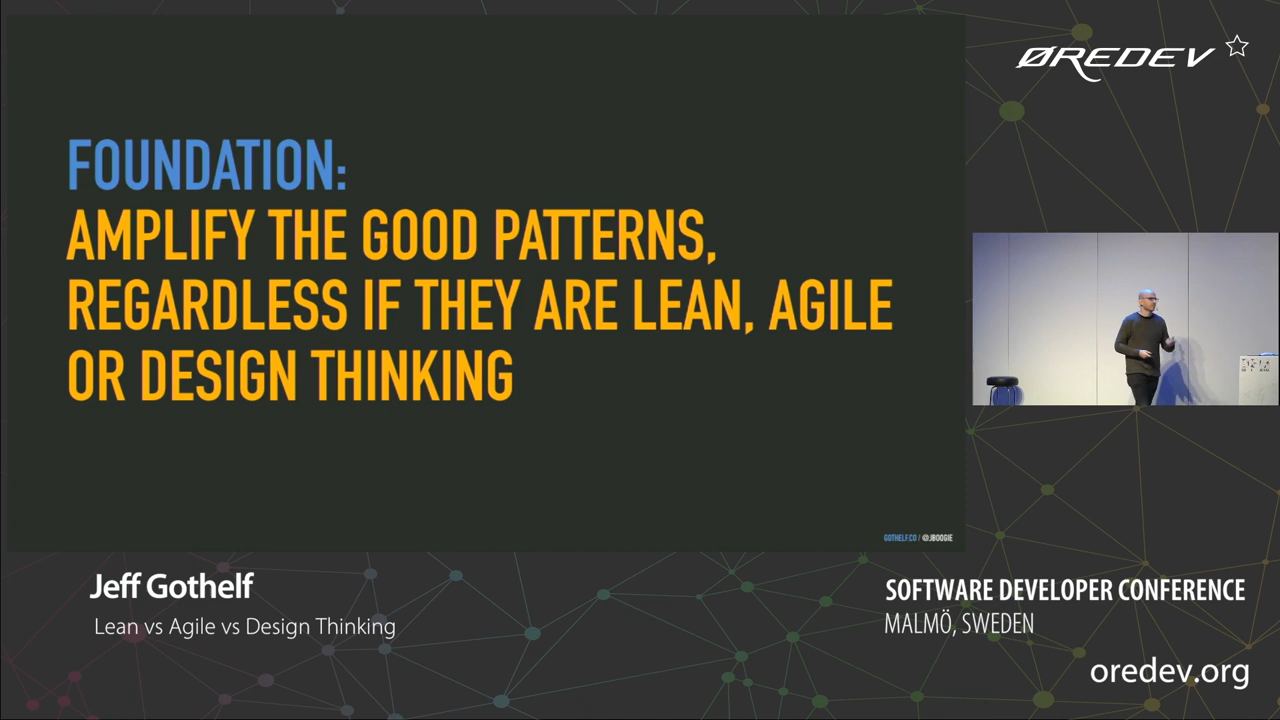 FOUNDATION:
AMPLIFY THE GOOD PATTERNS,
REGARDLESS IF THEY ARE LEAN, AGILE
OR DESIGN THINKING
GOTHELF.CO / @JBOOGIE
ØREDEV
Jeff Gothelf
Lean vs Agile vs Design Thinking
SOFTWARE DEVELOPER CONFERENCE
MALMÖ, SWEDEN
oredev.org